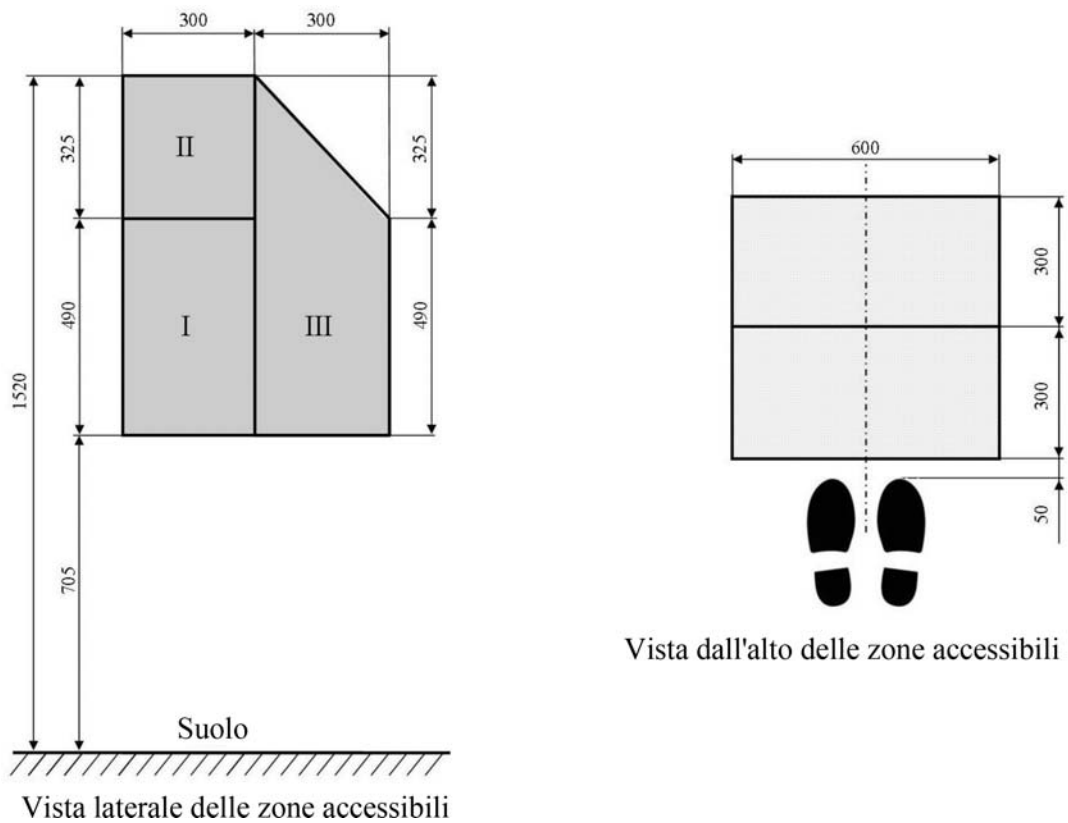 300
300
325
325
II
490
490
I
III
1520
705
Suolo
Vista laterale delle zone accessibili
600
300
300
50
Vista dall'alto delle zone accessibili